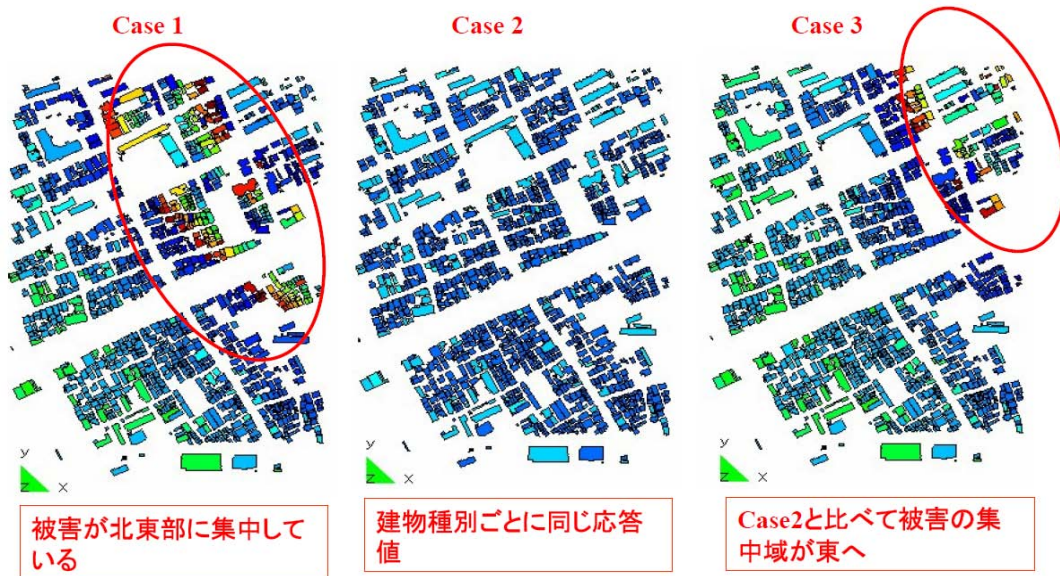 Case 1
Case 2
Case 3
y
z
x
y
z
x
y
z
x
被害が北東部に集中して
いる
建物種別ごとに同じ応答
値
Case2と比べて被害の集
中域が東へ